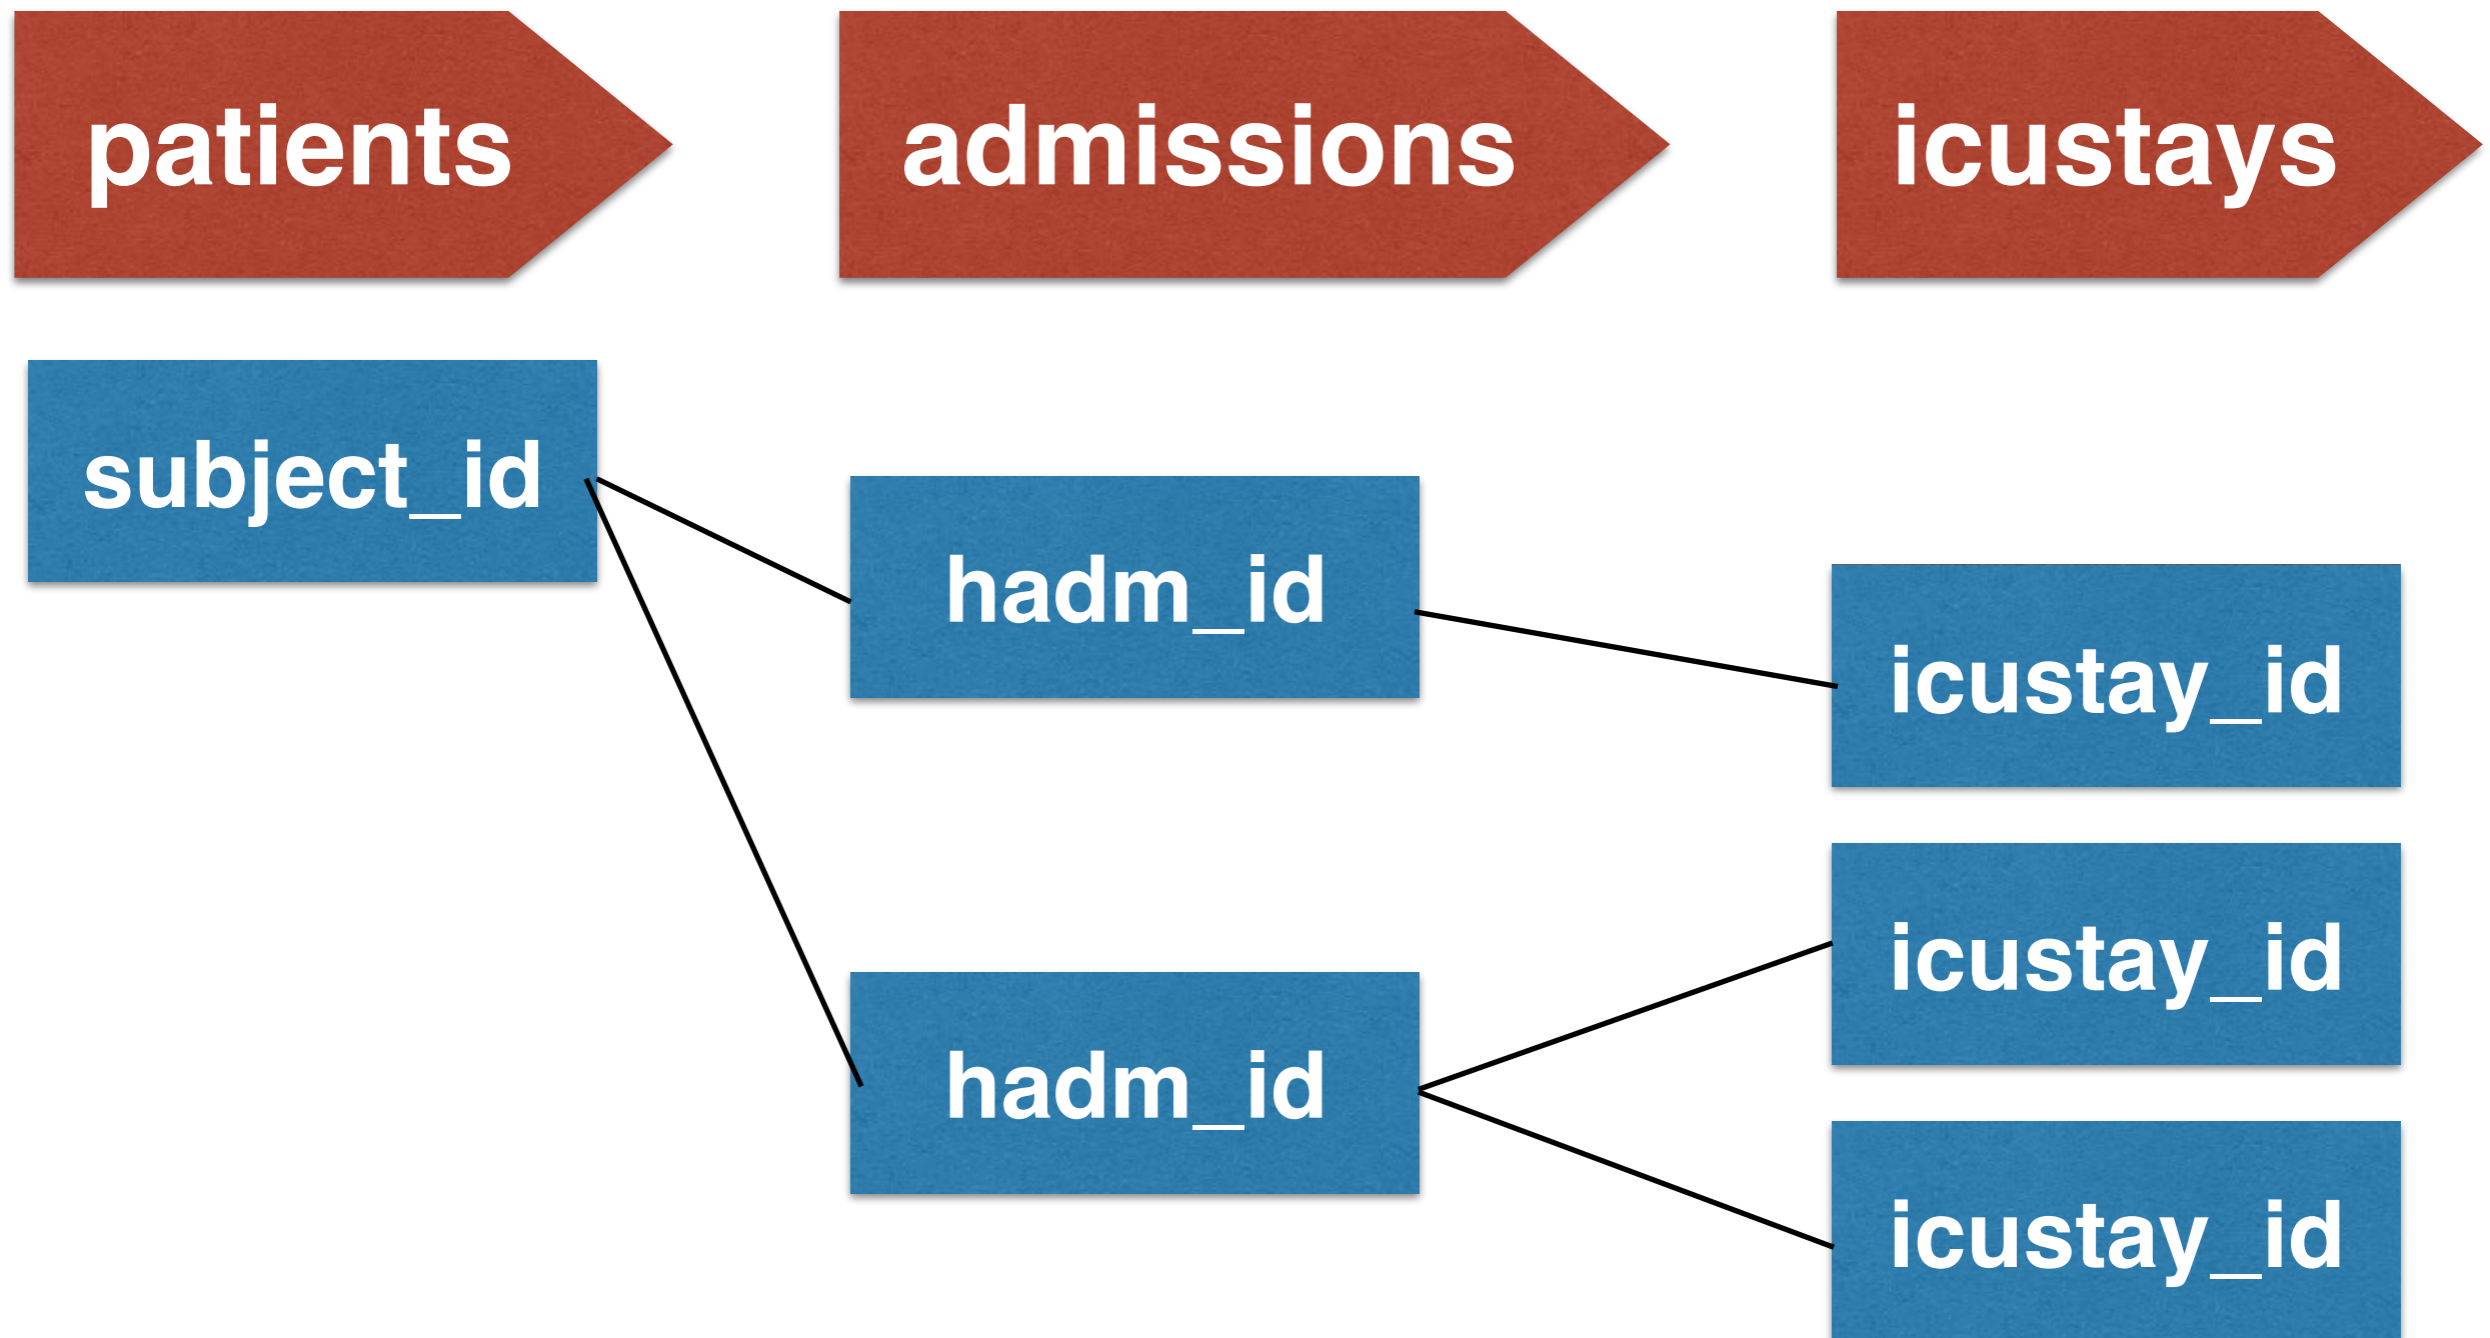 patients
admissions
icustays
subject_id
hadm_id
icustay_id
icustay_id
hadm_id
icustay_id